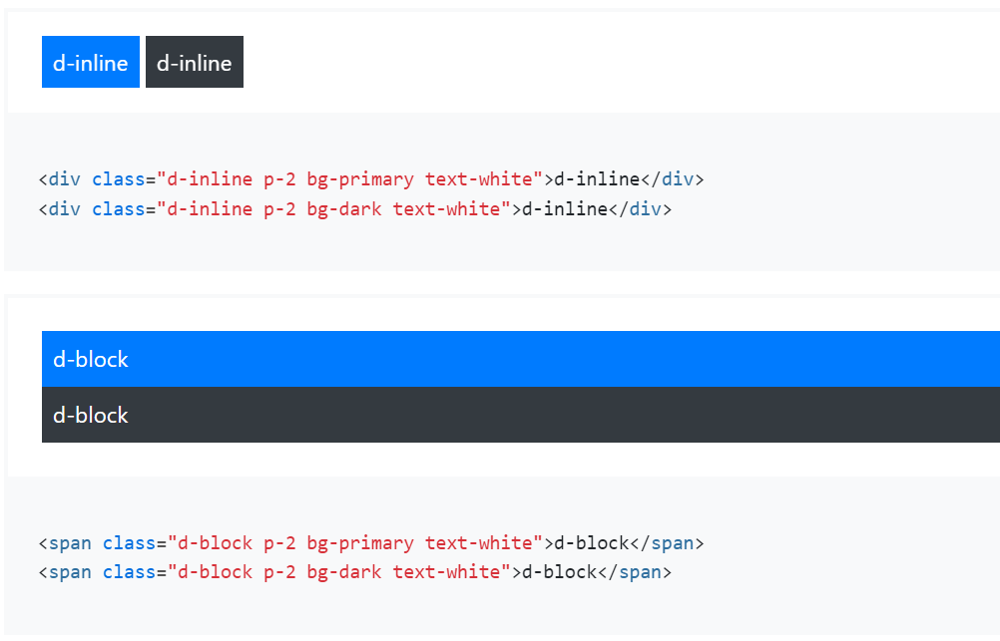 d-inline d-inline
<div class="d-inline p-2 bg-primary text-white">d-inline</div>
<div class="d-inline p-2 bg-dark text-white">d-inline</div>
d-block
d-block
<span class="d-block p-2 bg-primary text-white">d-block</span>
<span class="d-block p-2 bg-dark text-white">d-block</span>